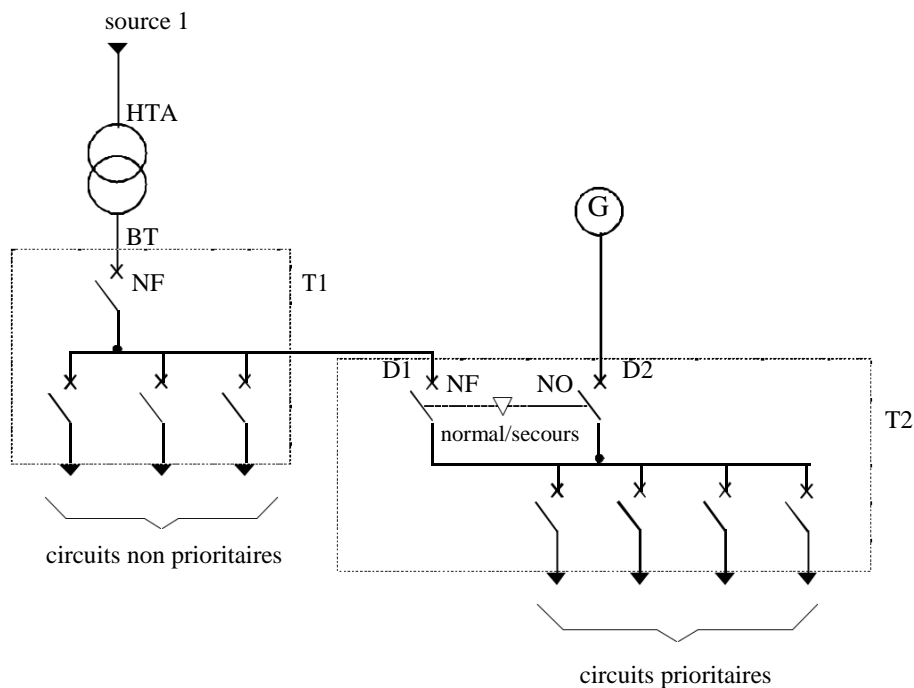 source 1
HTA
G
BT
NF
T1
D1
NF
NO
D2
T2
normal/secours
circuits non prioritaires
circuits prioritaires